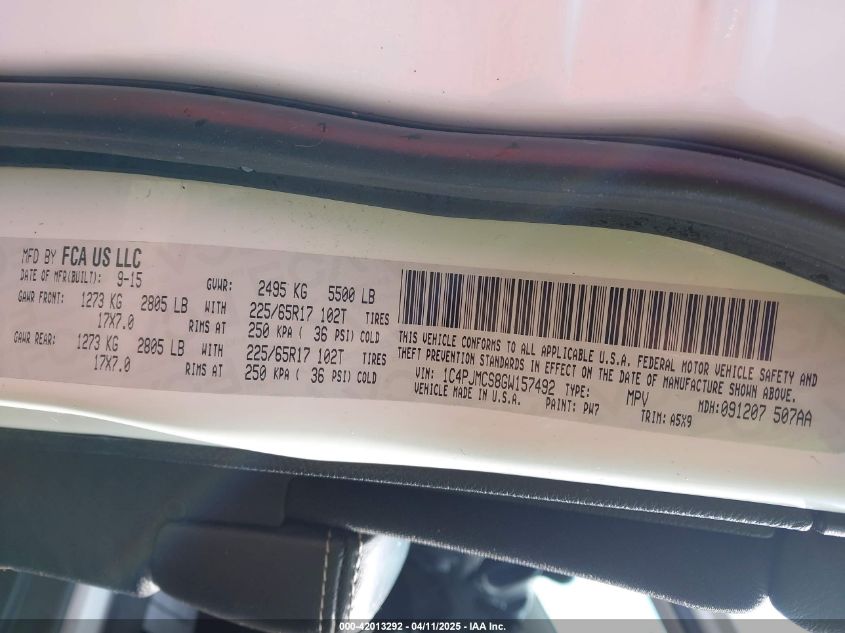 MFD BY FCA US LLC
DATE OF MFR(BUILT): 9-15 GVWR: 2495 KG 5500 LB
GAWR FRONT: 1273 KG 2805 LB WITH 225/65R17 102T TIRES
17X7.0 RIMS AT 250 KPA ( 36 PSI) COLD
GAWR REAR: 1273 KG 2805 LB WITH 225/65R17 102T TIRES
17X7.0 RIMS AT 250 KPA ( 36 PSI) COLD
THIS VEHICLE CONFORMS TO ALL APPLICABLE U.S.A. FEDERAL MOTOR VEHICLE SAFETY AND
THEFT PREVENTION STANDARDS IN EFFECT ON THE DATE OF MANUFACTURE SHOWN ABOVE.
VIN: 1C4PJMCS8GW157492 TYPE: MPV MDH:091207 507AA
VEHICLE MADE IN U.S.A. PAINT: PW7 TRIM: A5X9
000-42013292 - 04/11/2025 - IAA Inc.